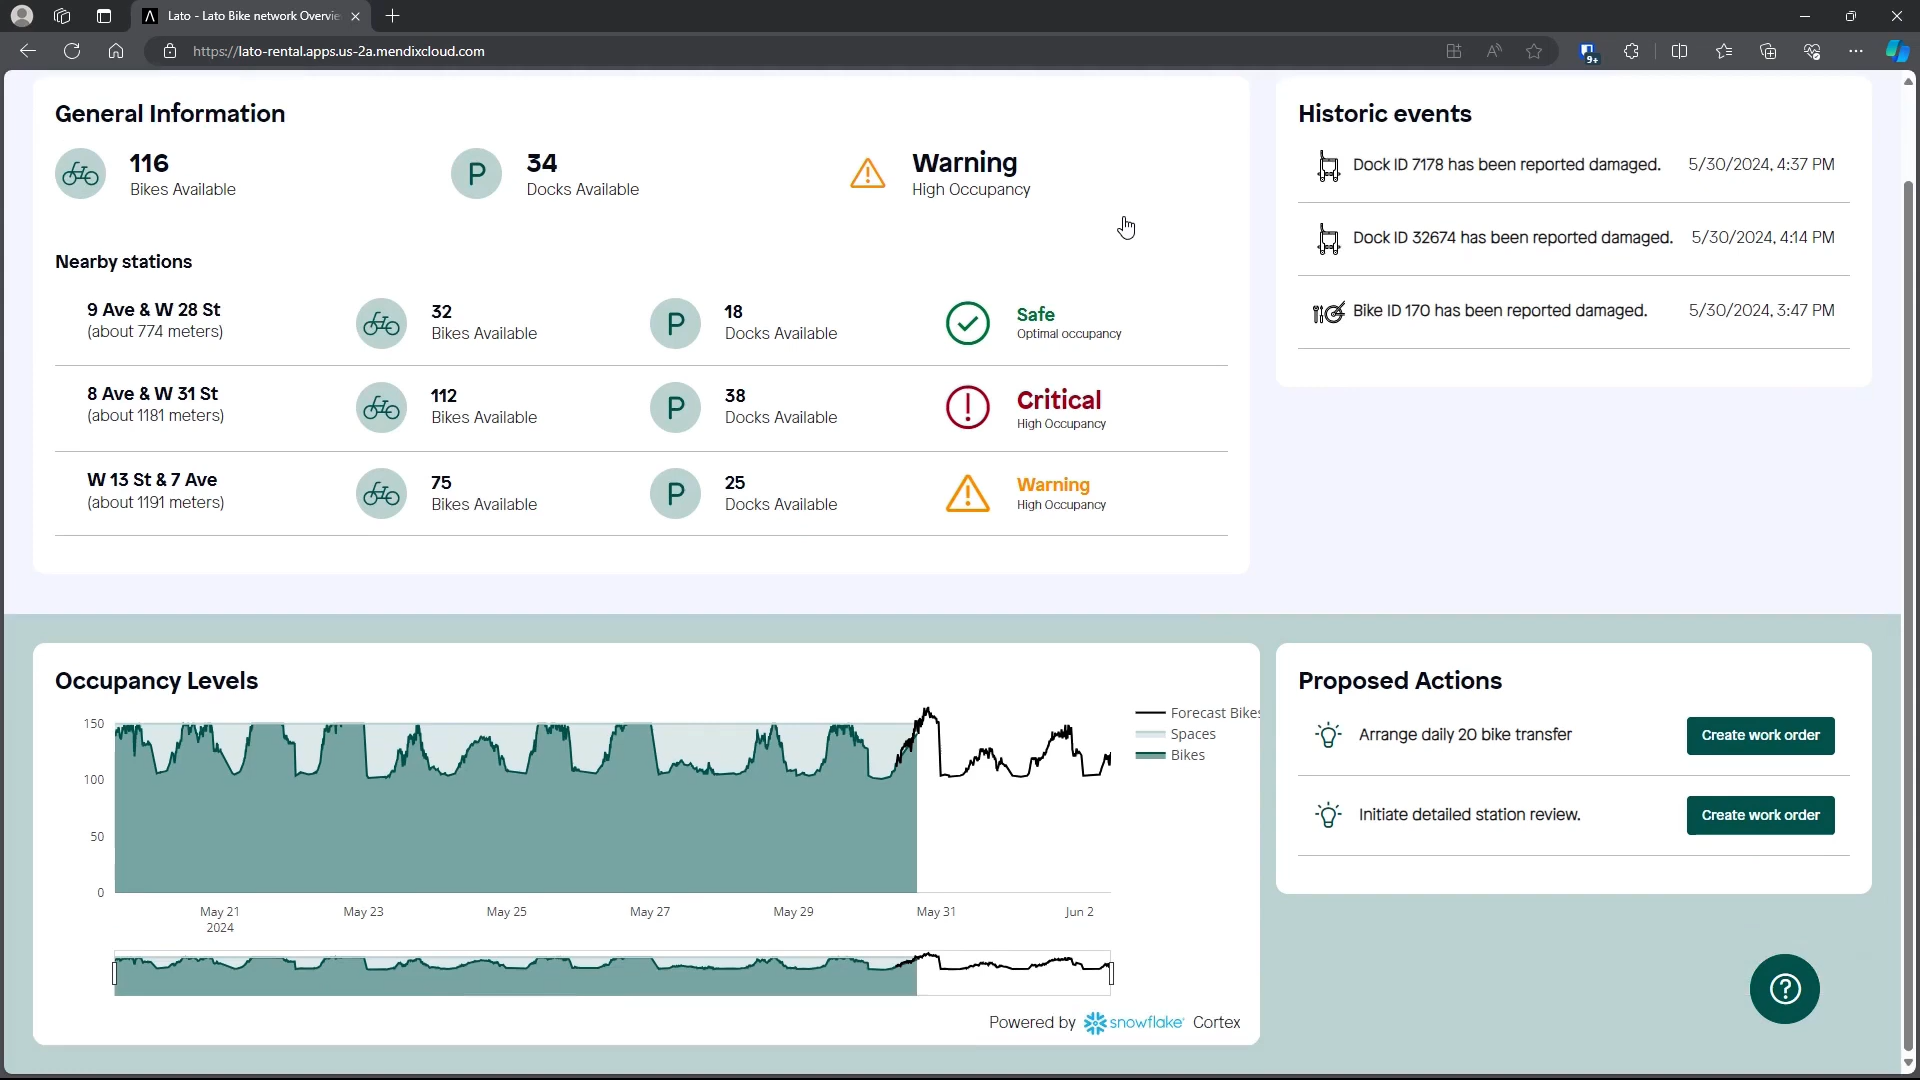 Lato - Lato Bike network Overvie
https://lato-rental.apps.us-2a.mendixcloud.com
9+
General Information
116
Bikes Available
P
34
Docks Available
Warning
High Occupancy
Nearby stations
9 Ave & W 28 St
(about 774 meters)
32
Bikes Available
P
18
Docks Available
Safe
Optimal occupancy
8 Ave & W 31 St
(about 1181 meters)
112
Bikes Available
P
38
Docks Available
Critical
High Occupancy
W 13 St & 7 Ave
(about 1191 meters)
75
Bikes Available
P
25
Docks Available
Warning
High Occupancy
Historic events
Dock ID 7178 has been reported damaged. 5/30/2024, 4:37 PM
Dock ID 32674 has been reported damaged. 5/30/2024, 4:14 PM
Bike ID 170 has been reported damaged. 5/30/2024, 3:47 PM
Occupancy Levels
150
100
50
0
May 21
2024
May 23
May 25
May 27
May 29
May 31
Jun 2
Forecast Bikes
Spaces
Bikes
Powered by snowflake Cortex
Proposed Actions
Arrange daily 20 bike transfer
Create work order
Initiate detailed station review.
Create work order
?